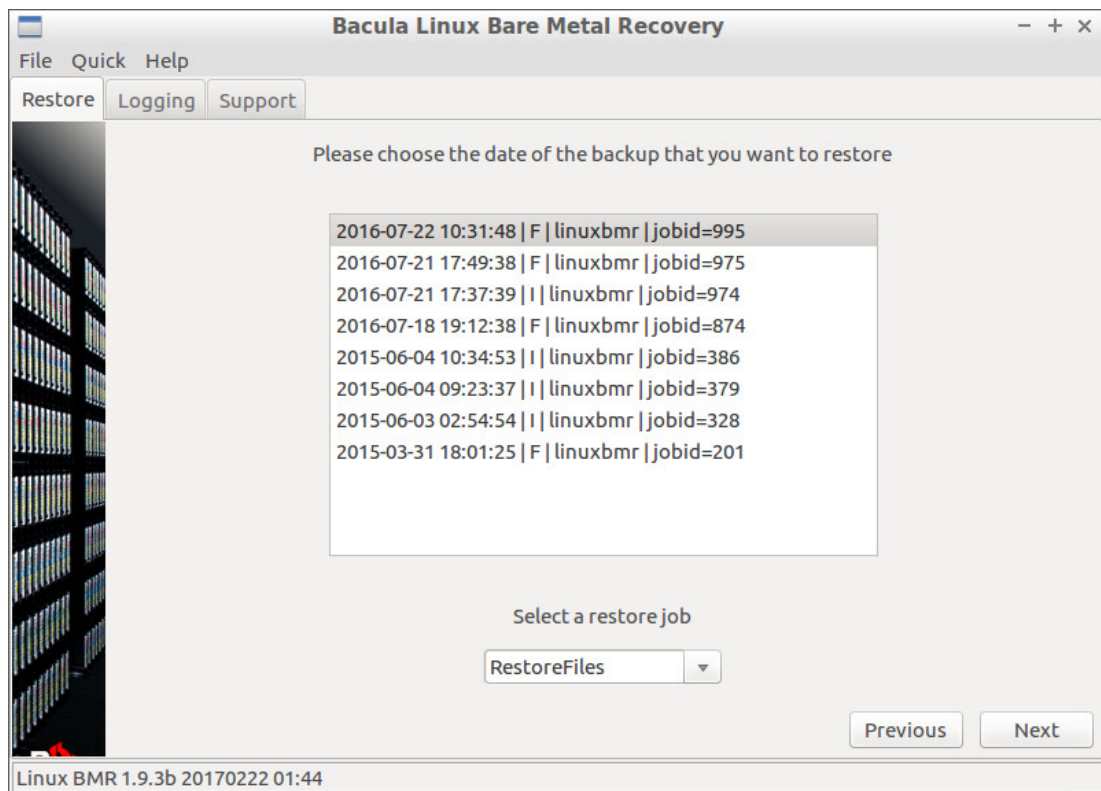 Bacula Linux Bare Metal Recovery
File Quick Help
Restore Logging Support
Please choose the date of the backup that you want to restore
2016-07-22 10:31:48 | F | linuxbmr | jobid=995
2016-07-21 17:49:38 | F | linuxbmr | jobid=975
2016-07-21 17:37:39 | I | linuxbmr | jobid=974
2016-07-18 19:12:38 | F | linuxbmr | jobid=874
2015-06-04 10:34:53 | I | linuxbmr | jobid=386
2015-06-04 09:23:37 | I | linuxbmr | jobid=379
2015-06-03 02:54:54 | I | linuxbmr | jobid=328
2015-03-31 18:01:25 | F | linuxbmr | jobid=201
Select a restore job
RestoreFiles
Previous Next
Linux BMR 1.9.3b 20170222 01:44